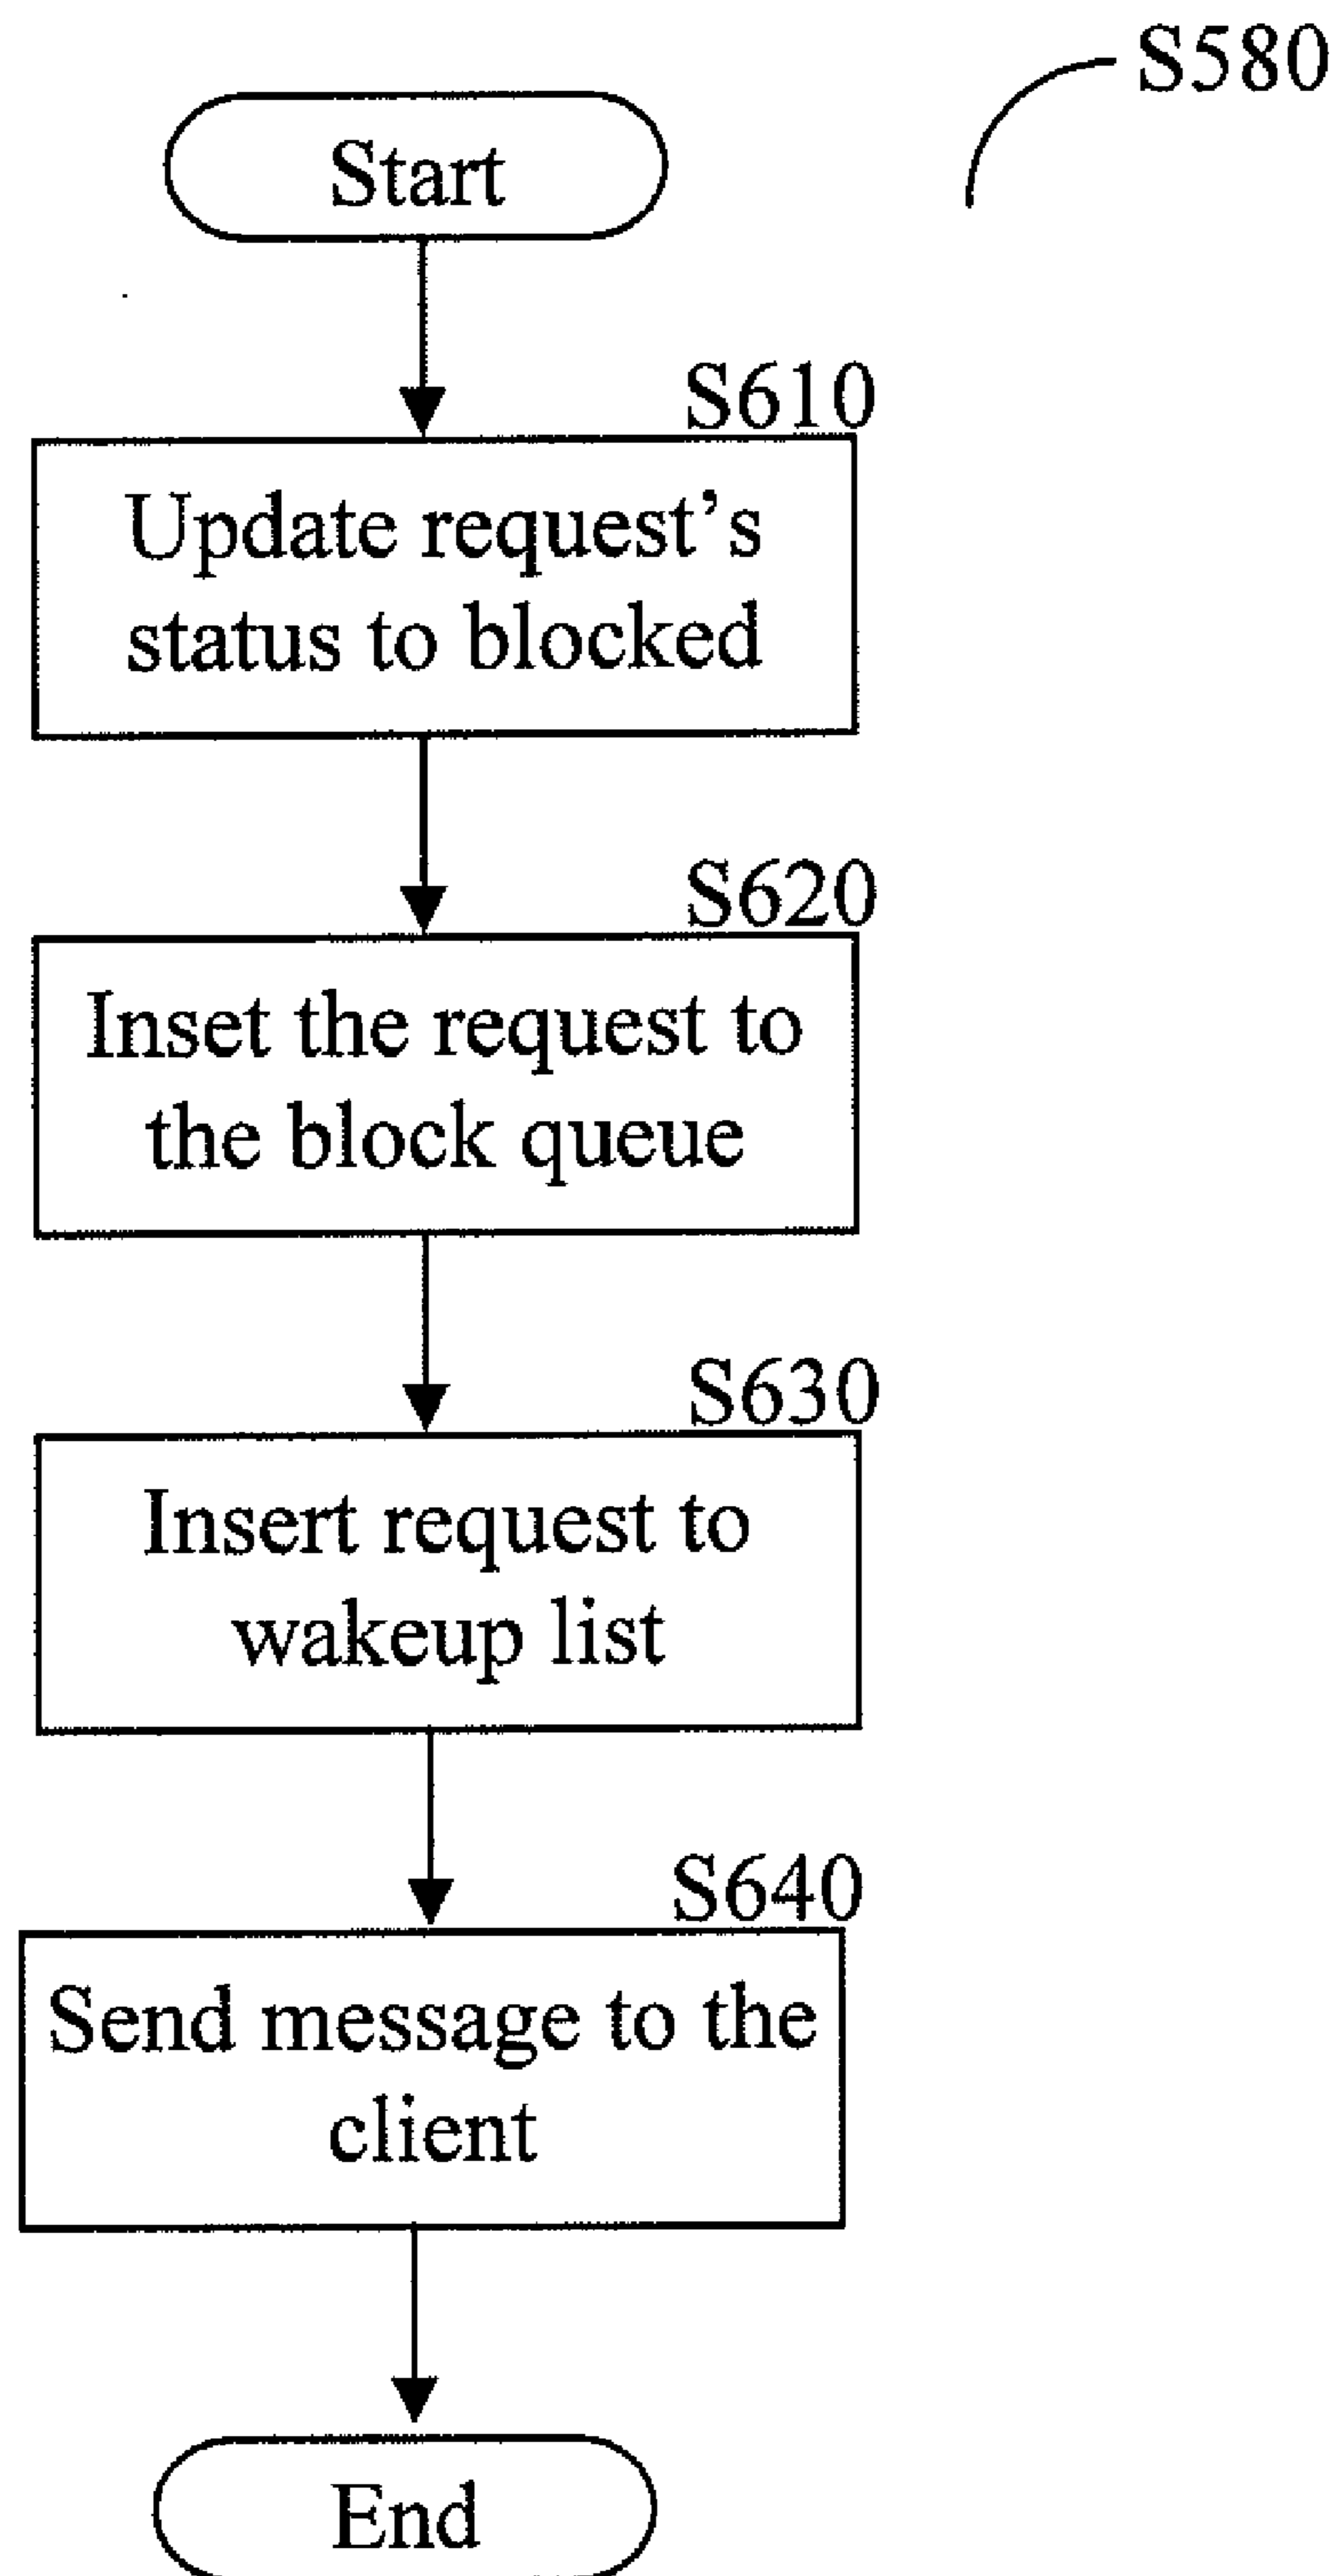 S580
Start
S610
Update request’s
status to blocked
S620
Inset the request to
the block queue
S630
Insert request to
wakeup list
S640
Send message to the
client
End